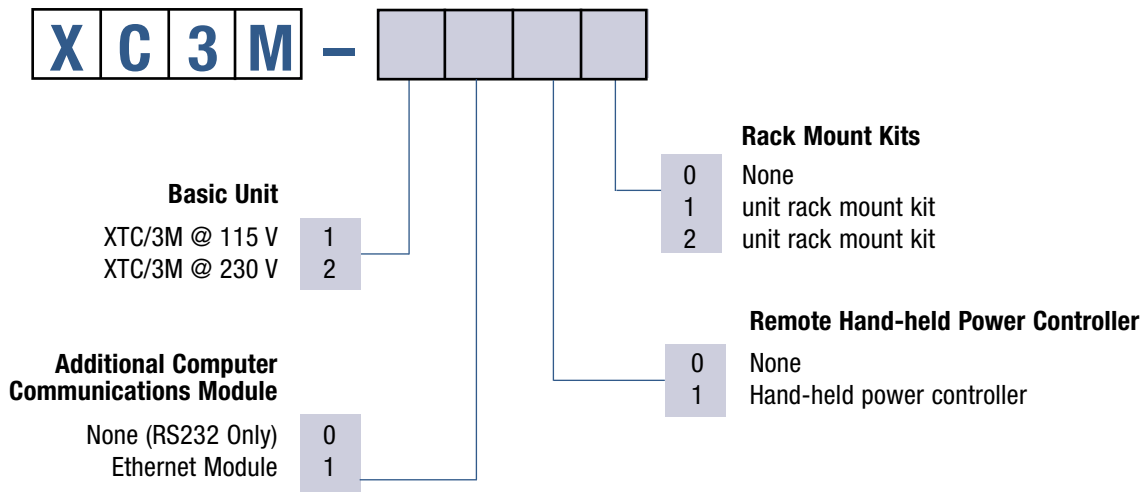 XC3M –
Rack Mount Kits
0 None
1 unit rack mount kit
2 unit rack mount kit
Basic Unit
XTC/3M @ 115 V 1
XTC/3M @ 230 V 2
Remote Hand-held Power Controller
0 None
1 Hand-held power controller
Additional Computer
Communications Module
None (RS232 Only) 0
Ethernet Module 1